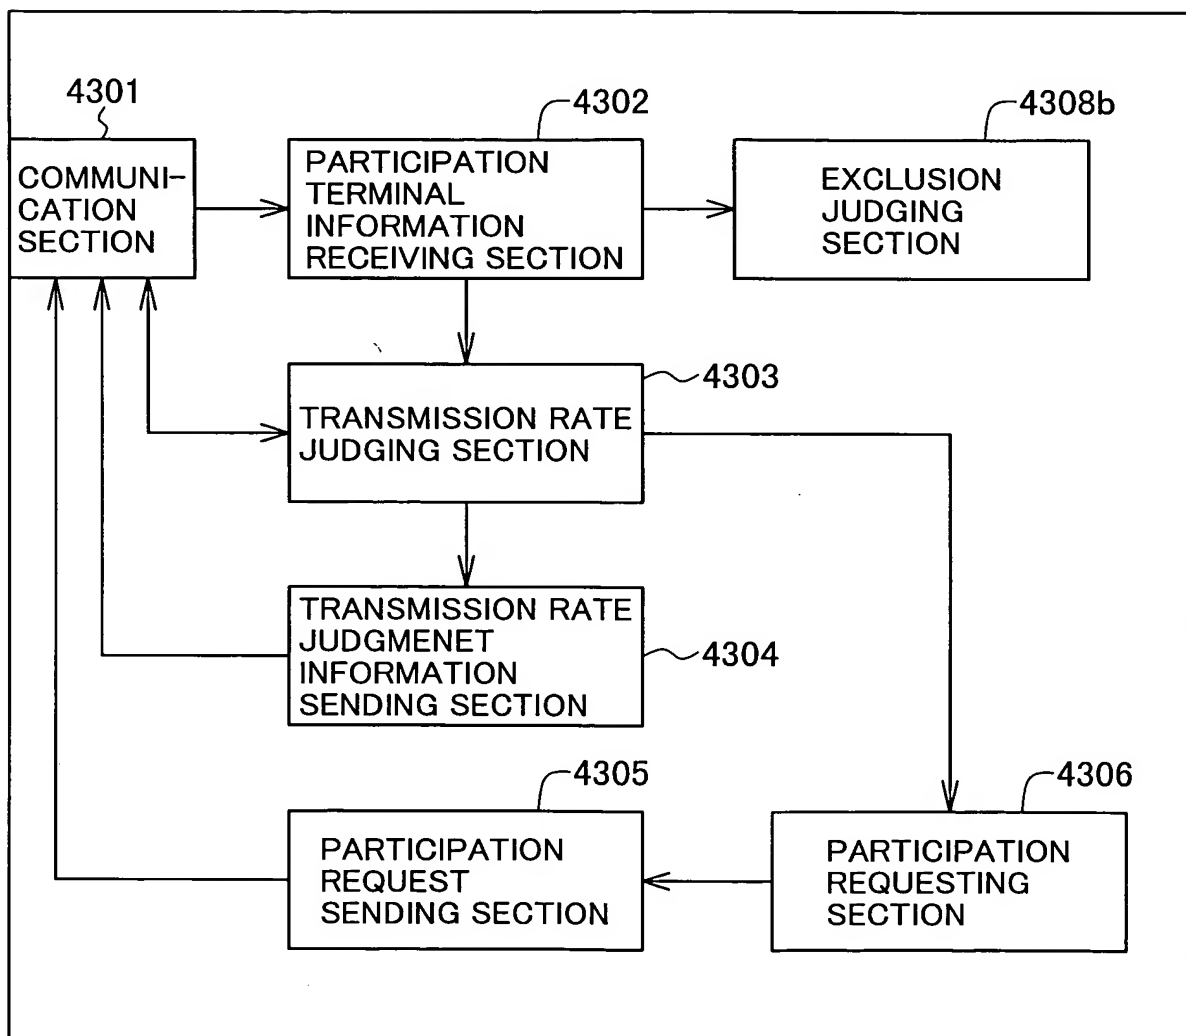 4301
COMMUNI-
CATION
SECTION
4302
PARTICIPATION
TERMINAL
INFORMATION
RECEIVING SECTION
4308b
EXCLUSION
JUDGING
SECTION
4303
TRANSMISSION RATE
JUDGING SECTION
TRANSMISSION RATE
JUDGMENET
INFORMATION
SENDING SECTION
4304
4305
PARTICIPATION
REQUEST
SENDING SECTION
4306
PARTICIPATION
REQUESTING
SECTION